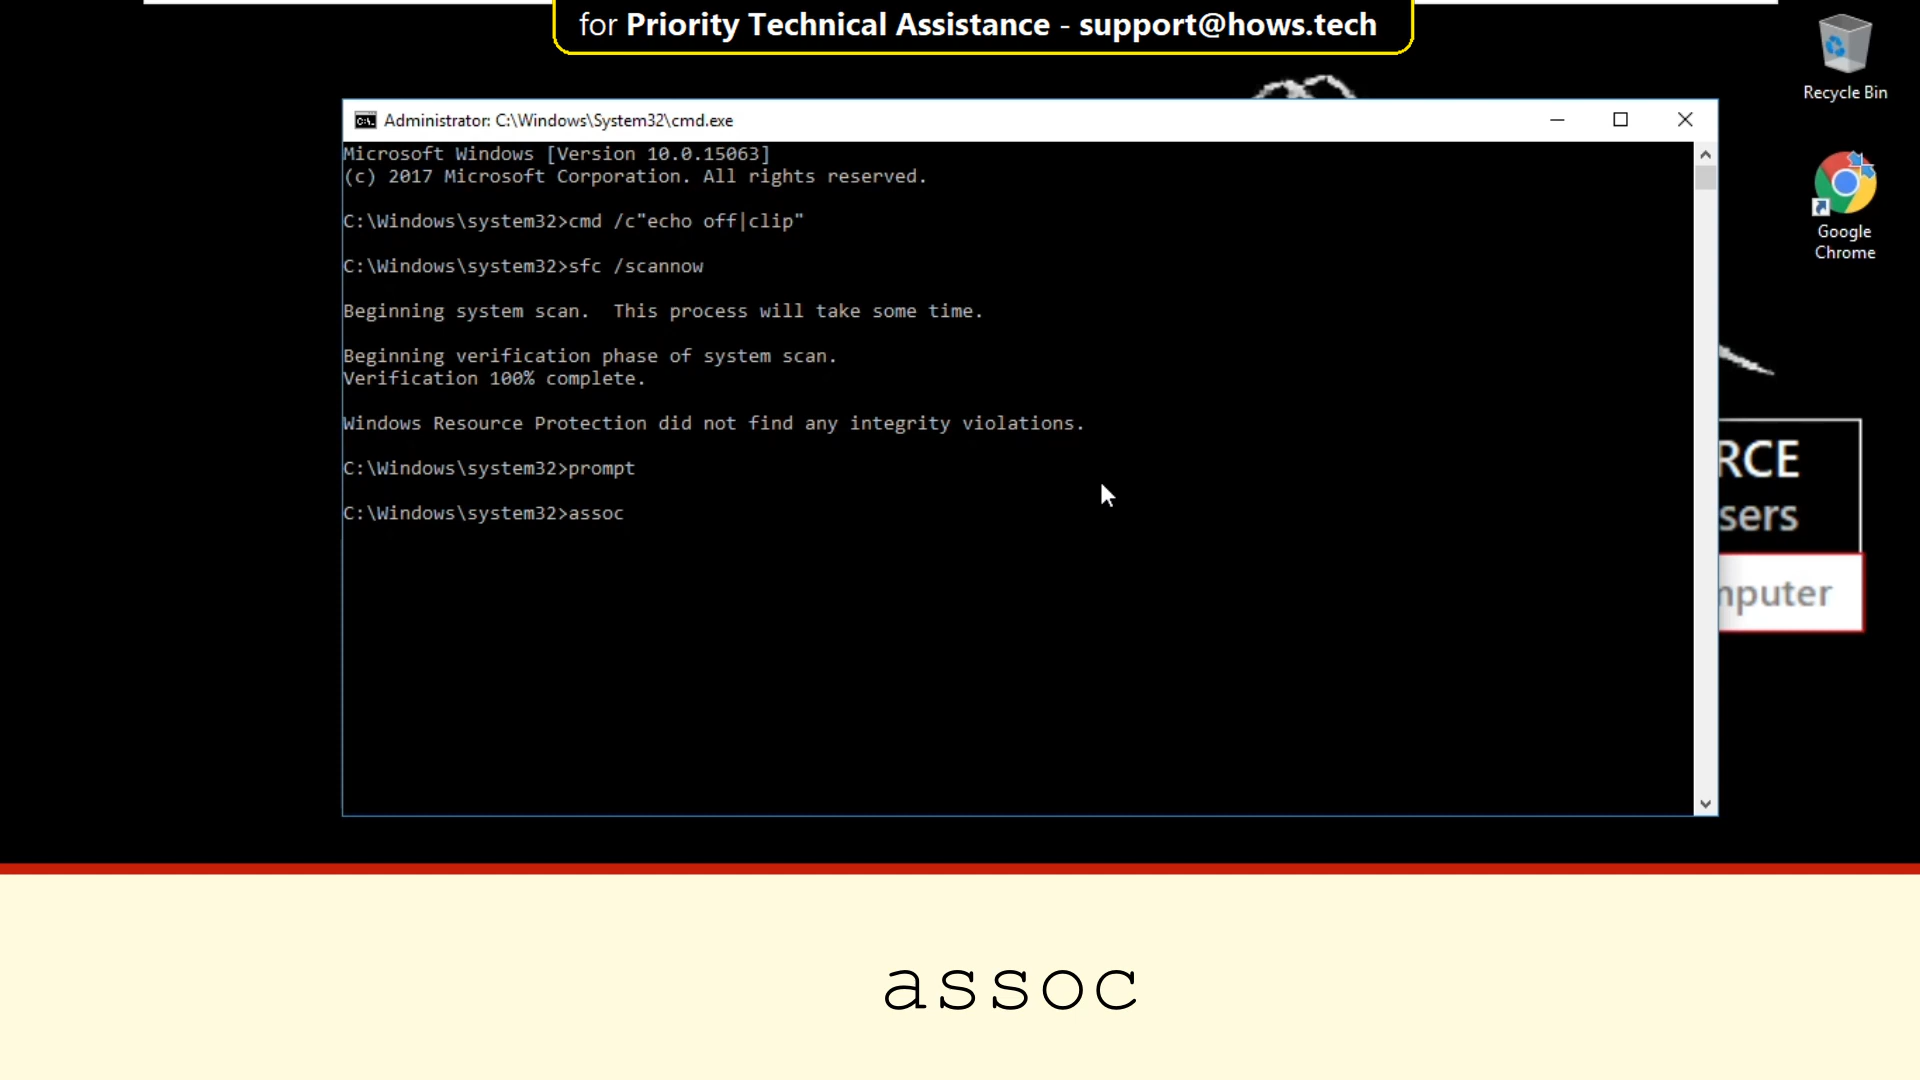 for Priority Technical Assistance - support@hows.tech
Recycle Bin
Administrator: C:\Windows\System32\cmd.exe
Microsoft Windows [Version 10.0.15063]
(c) 2017 Microsoft Corporation. All rights reserved.
C:\Windows\system32>cmd /c"echo off|clip"
Google
Chrome
C:\Windows\system32>sfc /scannow
Beginning system scan.  This process will take some time.
Beginning verification phase of system scan.
Verification 100% complete.
Windows Resource Protection did not find any integrity violations.
C:\Windows\system32>prompt
C:\Windows\system32>assoc
RCE
sers
mputer
assoc